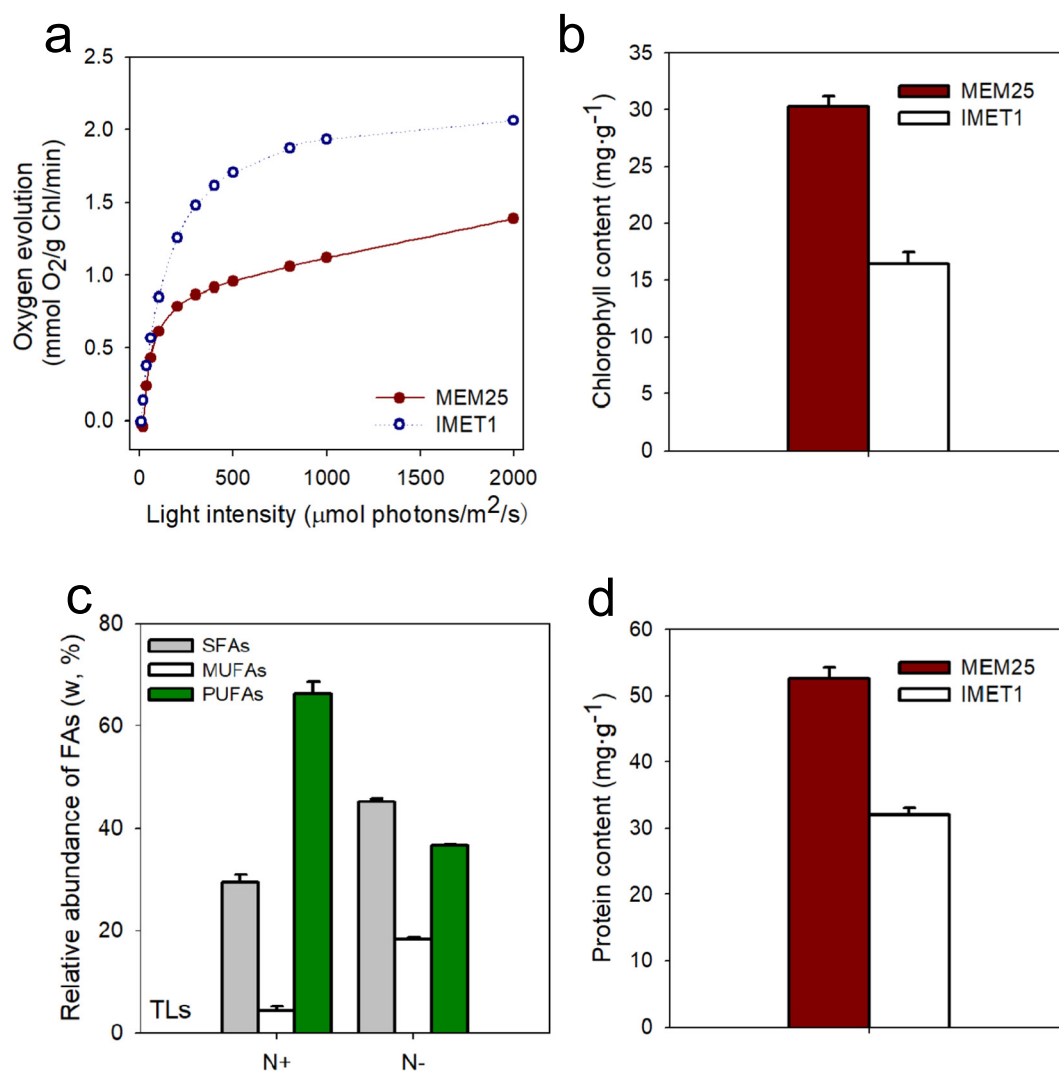 a
2.5
2.0
1.5
1.0
0.5
0.0
Oxygen evolution
(mmol O2/g Chl/min)
MEM25
IMET1
0 500 1000 1500 2000
Light intensity (μmol photons/m2/s)
b
35
30
25
20
15
10
5
0
Chlorophyll content (mg·g-1)
MEM25
IMET1
c
80
60
40
20
0
Relative abundance of FAs (w, %)
SFAs
MUFAs
PUFAs
TLs
N+ N-
d
60
50
40
30
20
10
0
Protein content (mg·g-1)
MEM25
IMET1